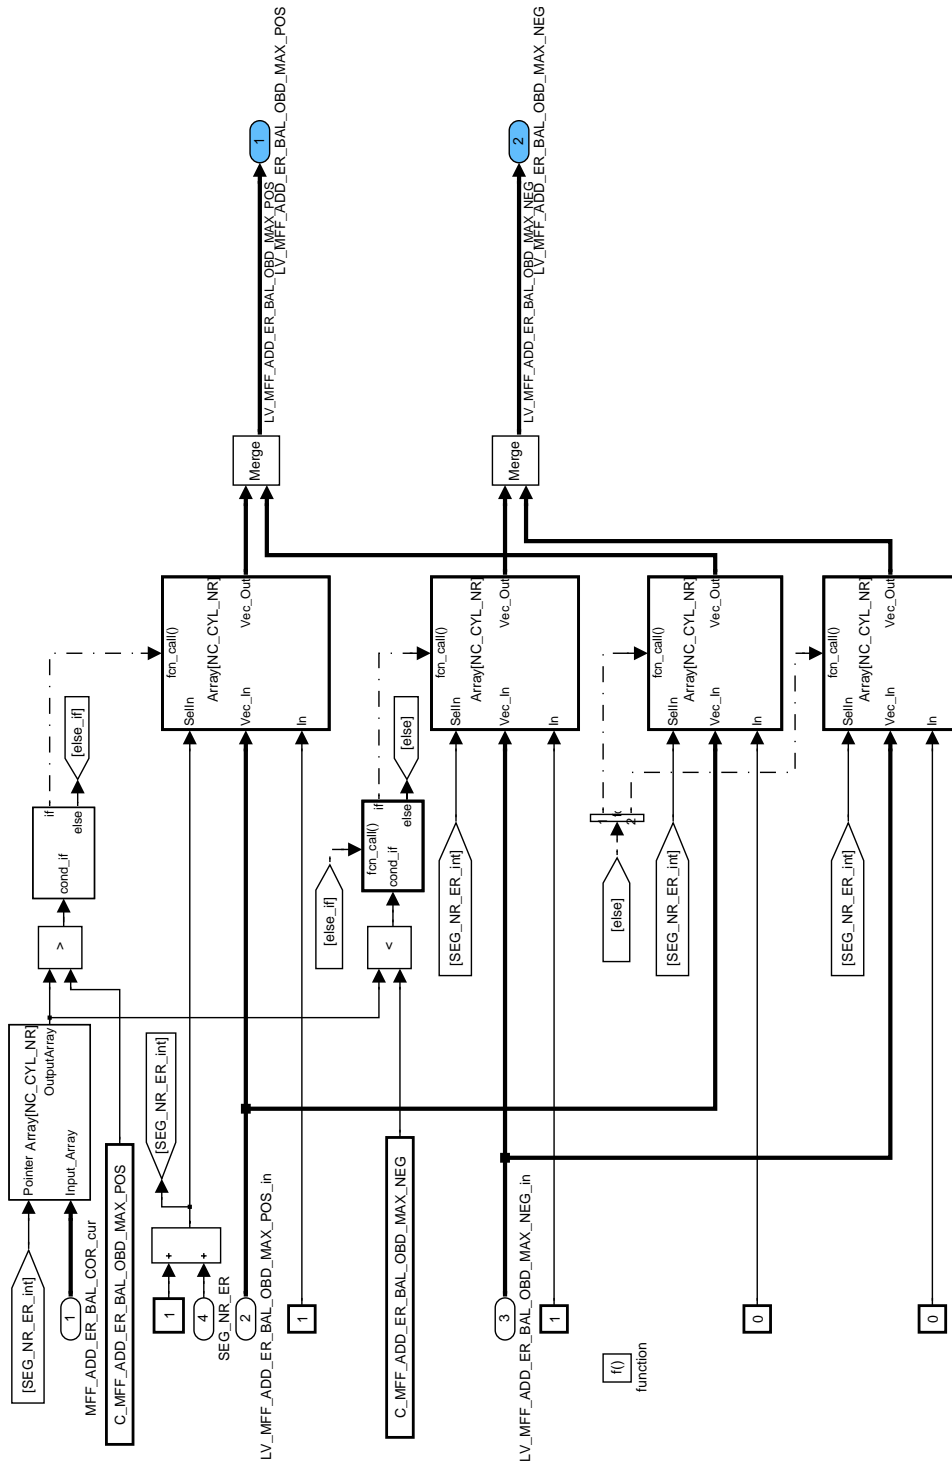 [SEG_NR_ER_int]
1
MFF_ADD_ER_BAL_COR_cur
C_MFF_ADD_ER_BAL_OBD_MAX_POS
Pointer
Array[NC_CYL_NR]
Input_Array
OutputArray
>
cond_if
if
else
[else_if]
1
+
+
4
SEG_NR_ER
[SEG_NR_ER_int]
2
LV_MFF_ADD_ER_BAL_OBD_MAX_POS_in
1
fcn_call()
SelIn
Array[NC_CYL_NR]
Vec_In
Vec_Out
In
Merge
LV_MFF_ADD_ER_BAL_OBD_MAX_POS
1
LV_MFF_ADD_ER_BAL_OBD_MAX_POS
C_MFF_ADD_ER_BAL_OBD_MAX_NEG
<
[else_if]
fcn_call()
cond_if
if
else
[else]
[SEG_NR_ER_int]
3
LV_MFF_ADD_ER_BAL_OBD_MAX_NEG_in
1
fcn_call()
SelIn
Array[NC_CYL_NR]
Vec_In
Vec_Out
In
Merge
LV_MFF_ADD_ER_BAL_OBD_MAX_NEG
2
LV_MFF_ADD_ER_BAL_OBD_MAX_NEG
f()
function
[else]
1
2
[SEG_NR_ER_int]
0
fcn_call()
SelIn
Array[NC_CYL_NR]
Vec_In
Vec_Out
In
[SEG_NR_ER_int]
0
fcn_call()
SelIn
Array[NC_CYL_NR]
Vec_In
Vec_Out
In